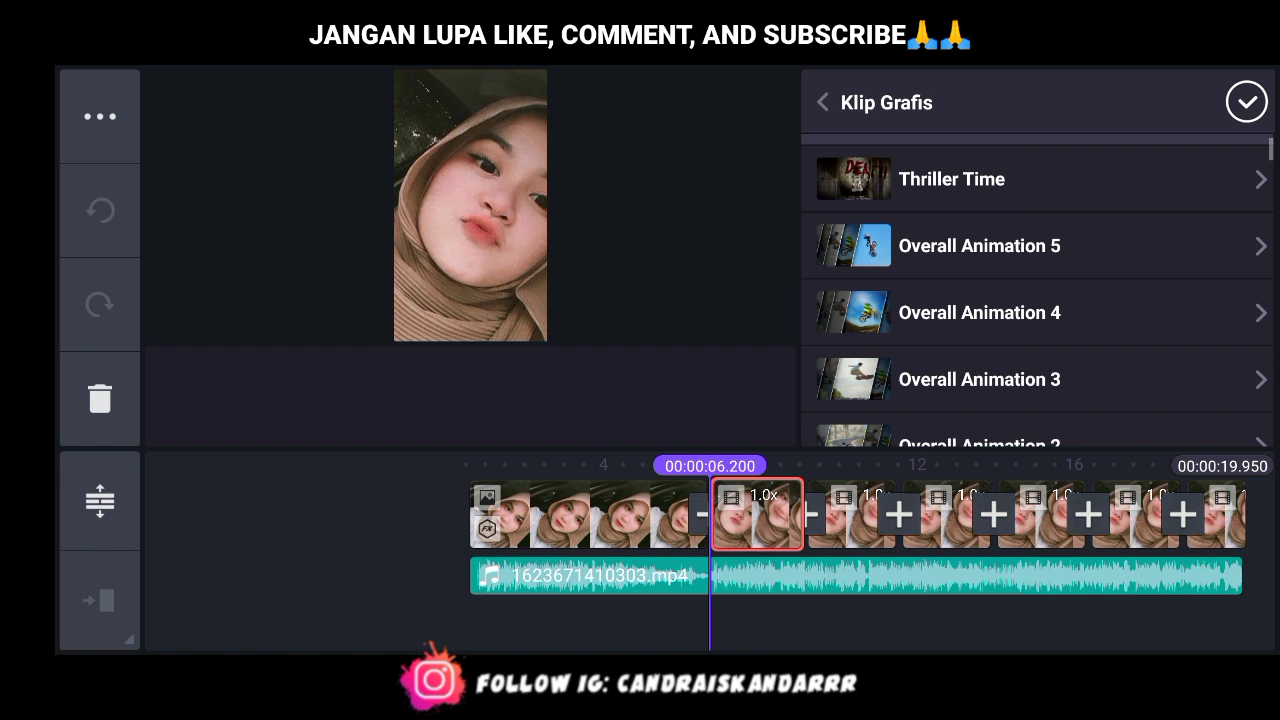 JANGAN LUPA LIKE, COMMENT, AND SUBSCRIBE🙏🙏
Klip Grafis
Thriller Time
Overall Animation 5
Overall Animation 4
Overall Animation 3
Overall Animation 2
4
00:00:06.200
12
16
00:00:19.950
1.0x
1623671410303.mp4
FOLLOW IG: CANDRAISKANDARRR